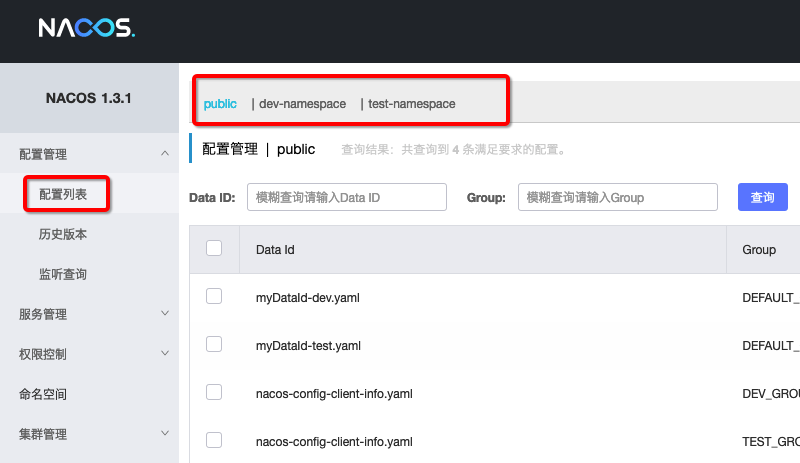 NACOS.
NACOS 1.3.1
public | dev-namespace | test-namespace
配置管理
配置管理 | public 查询结果：共查询到 4 条满足要求的配置。
配置列表
Data ID: 模糊查询请输入Data ID Group: 模糊查询请输入Group 查询
历史版本
Data Id Group
监听查询
myDataId-dev.yaml DEFAULT_
服务管理
myDataId-test.yaml DEFAULT_
权限控制
nacos-config-client-info.yaml DEV_GROU
命名空间
nacos-config-client-info.yaml TEST_GRO
集群管理